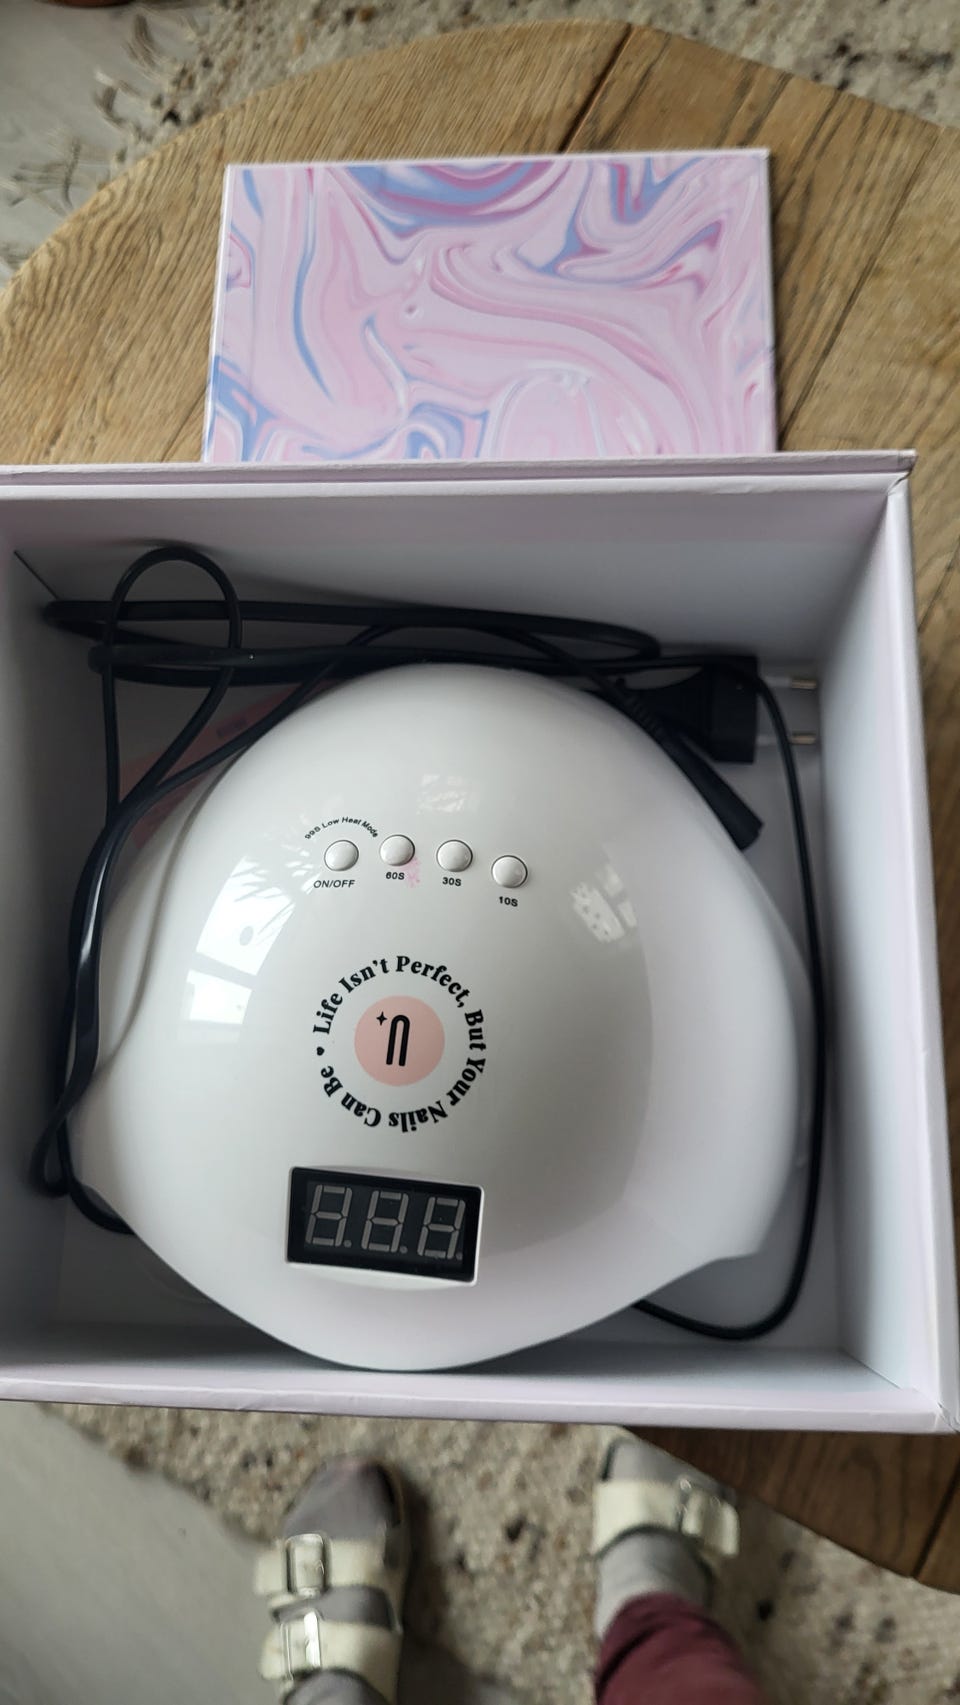 99S Low Heat Mode
ON/OFF
60S
30S
10S
Life Isn't Perfect, But Your Nails Can Be